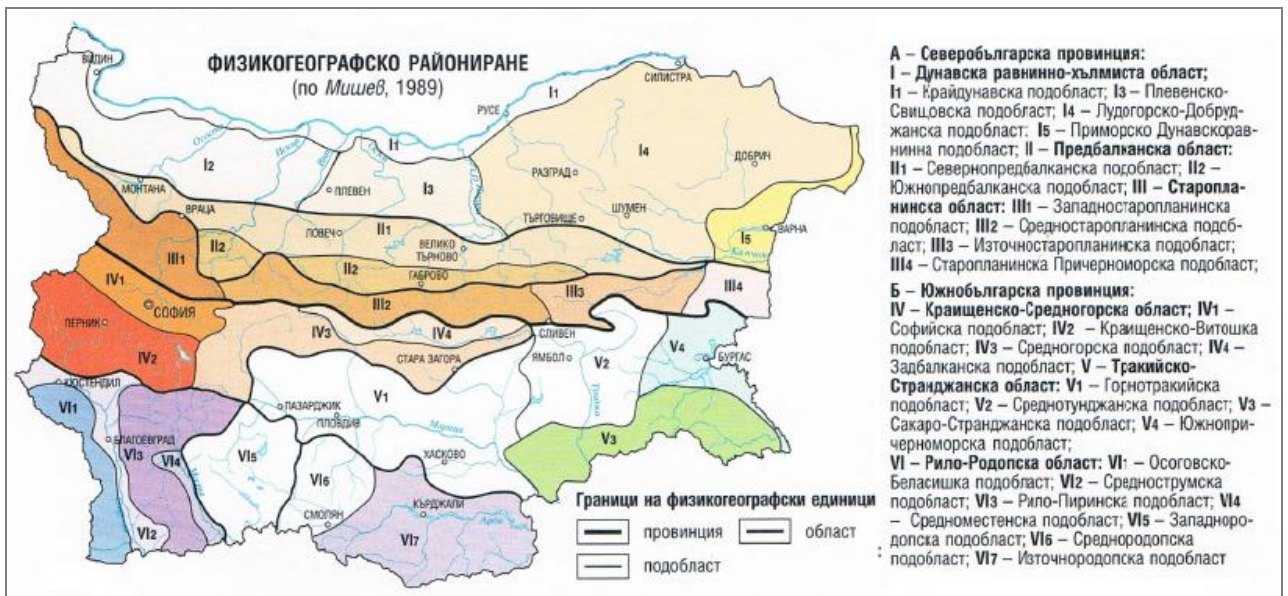 ФИЗИКОГЕОГРАФСКО РАЙОНИРАНЕ
(по Мишев, 1989)
ВИДИН
СИЛИСТРА
I1
РУСЕ
I1
Осъм
I2
Искър
Вит
I4
ДОБРИЧ
МОНТАНА
ПЛЕВЕН
I3
РАЗГРАД
ШУМЕН
ВРАЦА
ТЪРГОВИЩЕ
I5
ВАРНА
Камчия
II1
ЛОВЕЧ
ВЕЛИКО
ТЪРНОВО
III1
II2
II2
ГАБРОВО
IV1
III2
III3
III4
СОФИЯ
ПЕРНИК
IV3
IV4
СЛИВЕН
IV2
СТАРА ЗАГОРА
ЯМБОЛ
V2
V4
БУРГАС
КЮСТЕНДИЛ
V1
Тунджа
VI1
ПАЗАРДЖИК
ПЛОВДИВ
Марица
БЛАГОЕВГРАД
VI3
VI4
Места
VI5
V3
ХАСКОВО
VI6
СМОЛЯН
КЪРДЖАЛИ
Арда
VI2
VI7
Граници на физикогеографски единици
провинция
област
подобласт
:
А – Северобългарска провинция:
I – Дунавска равнинно-хълмиста област;
I1 – Крайдунавска подобласт; I3 – Плевенско-
Свищовска подобласт; I4 – Лудогорско-Добруд-
жанска подобласт: I5 – Приморско Дунавскорав-
нинна подобласт; II – Предбалканска област:
II1 – Севернопредбалканска подобласт; II2 –
Южнопредбалканска подобласт; III – Старопла-
нинска област: III1 – Западностаропланинска
подобласт; III2 – Средностаропланинска подоб-
ласт; III3 – Източностаропланинска подобласт;
III4 – Старопланинска Причерноморска подобласт;
Б – Южнобългарска провинция:
IV – Краищенско-Средногорска област; IV1 –
Софийска подобласт; IV2 – Краищенско-Витошка
подобласт; IV3 – Средногорска подобласт; IV4 –
Задбалканска подобласт; V – Тракийско-
Странджанска област: V1 – Горнотракийска
подобласт; V2 – Среднотунджанска подобласт; V3 –
Сакаро-Странджанска подобласт; V4 – Южнопри-
черноморска подобласт;
VI – Рило-Родопска област: VI1 – Осоговско-
Беласишка подобласт; VI2 – Среднострумска
подобласт; VI3 – Рило-Пиринска подобласт; VI4
– Средноместенска подобласт; VI5 – Западноро-
допска подобласт; VI6 – Среднородопска
подобласт; VI7 – Източнородопска подобласт